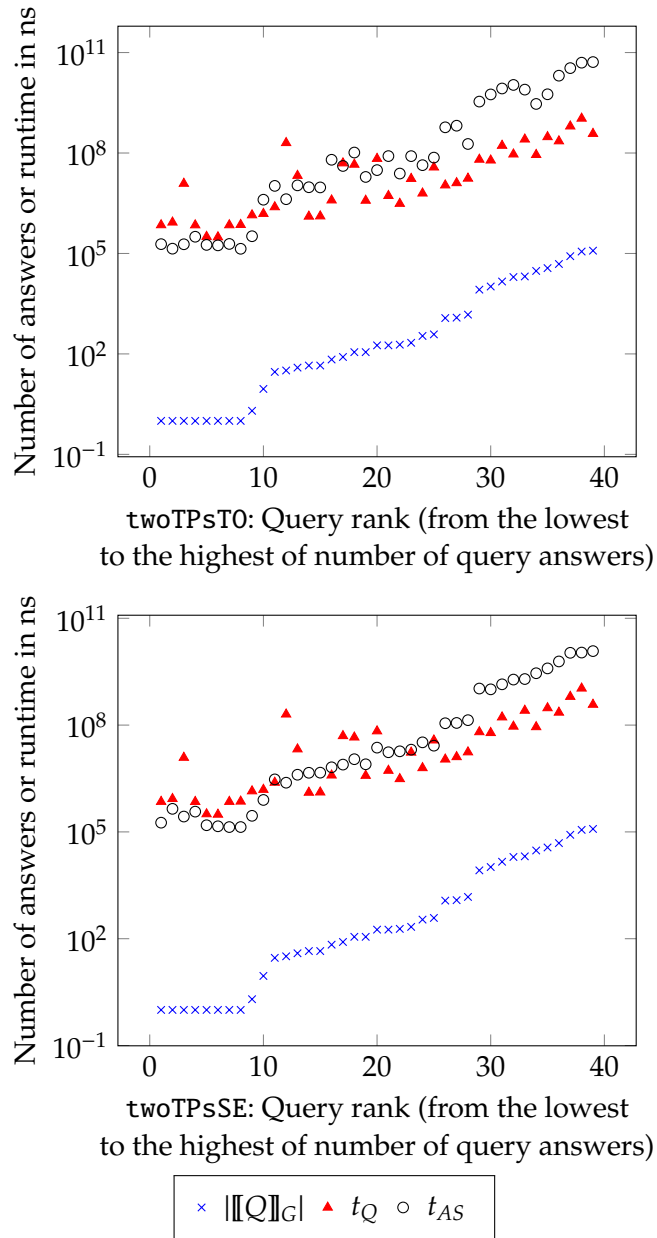 Number of answers or runtime in ns
10^11
10^8
10^5
10^2
10^−1
0 10 20 30 40
twoTPsTO: Query rank (from the lowest
to the highest of number of query answers)
Number of answers or runtime in ns
10^11
10^8
10^5
10^2
10^−1
0 10 20 30 40
twoTPsSE: Query rank (from the lowest
to the highest of number of query answers)
|⟦Q⟧_G| t_Q t_AS